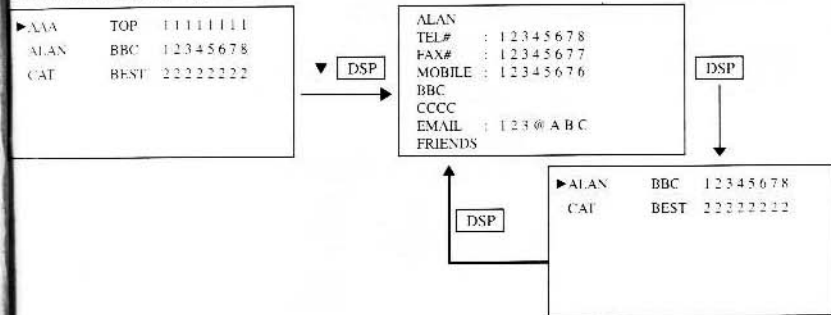 ►AAA TOP 11111111
ALAN BBC 12345678
CAT BEST 22222222
▼ DSP
ALAN
TEL# : 12345678
FAX# : 12345677
MOBILE : 12345676
BBC
CCCC
EMAIL : 123@ABC
FRIENDS
DSP
►ALAN BBC 12345678
CAT BEST 22222222
DSP